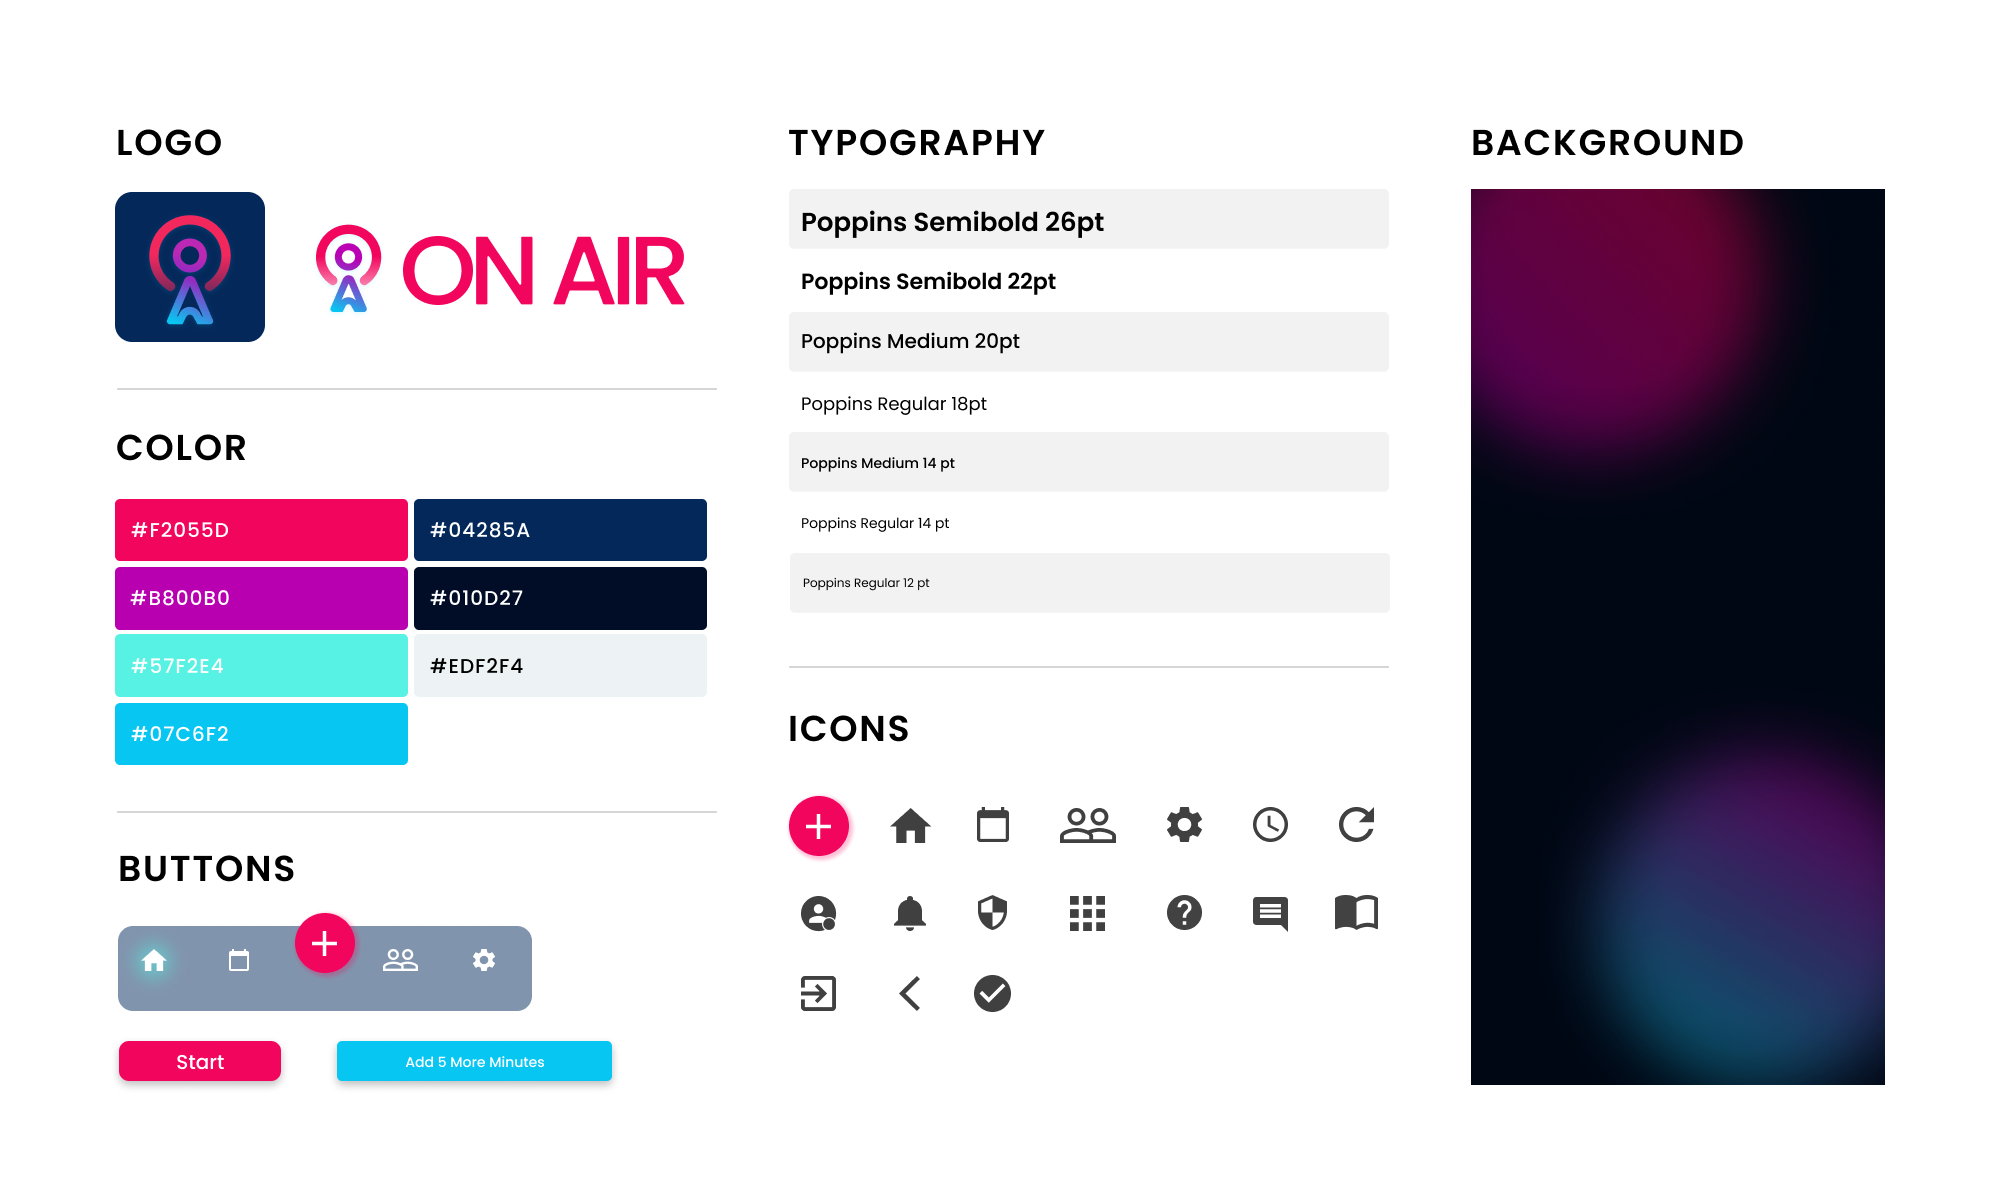 LOGO
ON AIR
COLOR
#F2055D
#04285A
#B800B0
#010D27
#57F2E4
#EDF2F4
#07C6F2
BUTTONS
Start
Add 5 More Minutes
TYPOGRAPHY
Poppins Semibold 26pt
Poppins Semibold 22pt
Poppins Medium 20pt
Poppins Regular 18pt
Poppins Medium 14 pt
Poppins Regular 14 pt
Poppins Regular 12 pt
ICONS
BACKGROUND